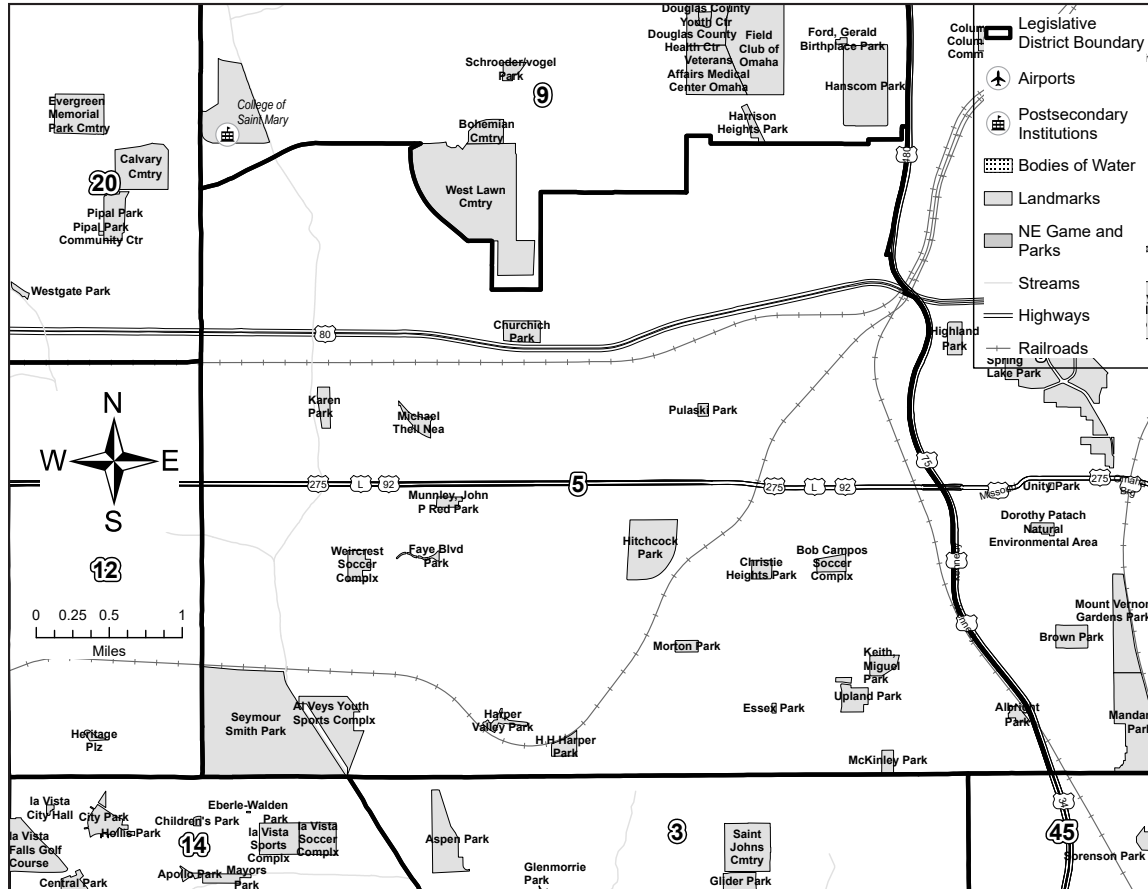 Douglas County
Youth Ctr
Douglas County
Health Ctr
Veterans
Affairs Medical
Center Omaha
Field
Club of
Omaha
Ford, Gerald
Birthplace Park
Hanscom Park
Harrison
Heights Park
Schroeder/vogel
Park
9
Bohemian
Cmtry
West Lawn
Cmtry
College of
Saint Mary
Evergreen
Memorial
Park Cmtry
Calvary
Cmtry
20
Pipal Park
Pipal Park
Community Ctr
Westgate Park
80
80
Churchich
Park
Highland
Park
Spring
Lake Park
Legislative
District Boundary
Airports
Postsecondary
Institutions
Bodies of Water
Landmarks
NE Game and
Parks
Streams
Highways
Railroads
N
W E
S
Karen
Park
Michael
Thell Nea
Pulaski Park
75
275 L 92
5
275 L 92
275
Unity Park
Munnley, John
P Red Park
Dorothy Patach
Natural
Environmental Area
12
0 0.25 0.5 1
Miles
Weircrest
Soccer
Complx
Faye Blvd
Park
Hitchcock
Park
Christie
Heights Park
Bob Campos
Soccer
Complx
Mount Vernon
Gardens Park
Brown Park
Morton Park
Keith,
Miguel
Park
Upland Park
Essex Park
Albright
Park
Seymour
Smith Park
Al Veys Youth
Sports Complx
Harper
Valley Park
H H Harper
Park
Heritage
Plz
McKinley Park
la Vista
City Hall
City Park
Hollis Park
Children's Park
Eberle-Walden
Park
la Vista
Sports
Complx
la Vista
Soccer
Complx
14
la Vista
Falls Golf
Course
Central Park
Apollo Park
Mayors
Park
Aspen Park
Glenmorrie
Park
3
Saint
Johns
Cmtry
Glider Park
45
Sorenson Park